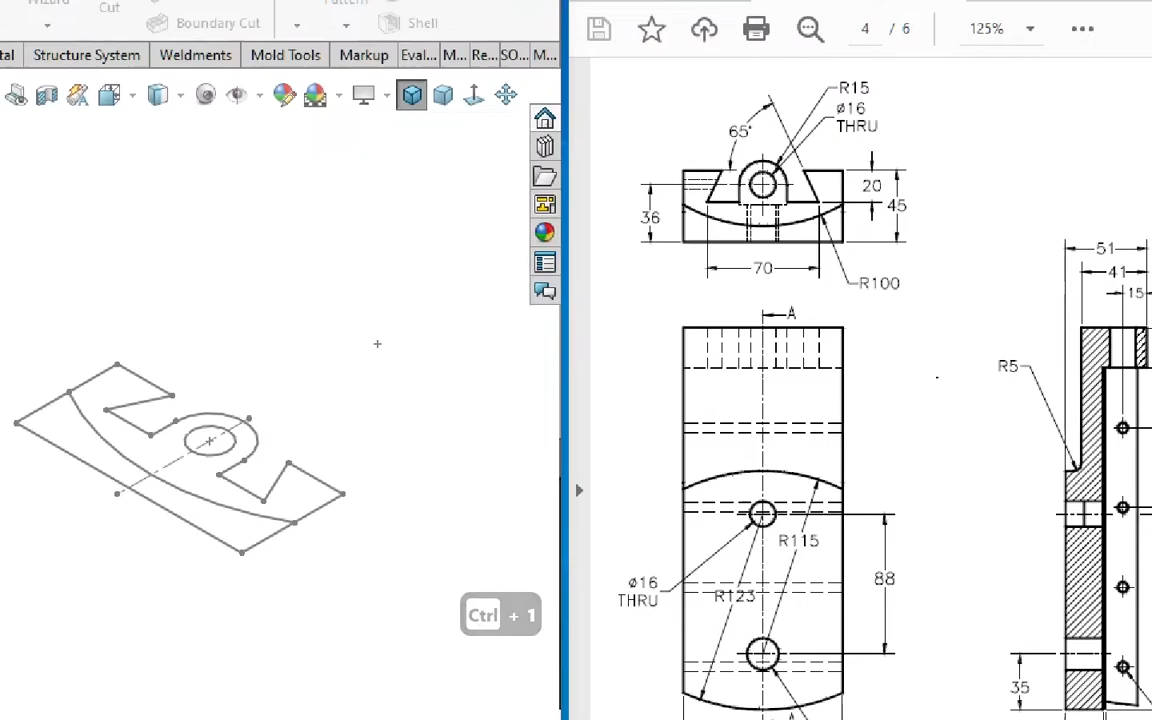 Wizard
Cut
Pattern
Boundary Cut
Shell
tal
Structure System
Weldments
Mold Tools
Markup
Eval...
M...
Re...
SO...
M...
4 / 6
125%
R15
ø16
THRU
65°
20
45
36
70
R100
A
51
41
15
R5
R115
ø16
THRU
R123
88
35
A
Ctrl + 1